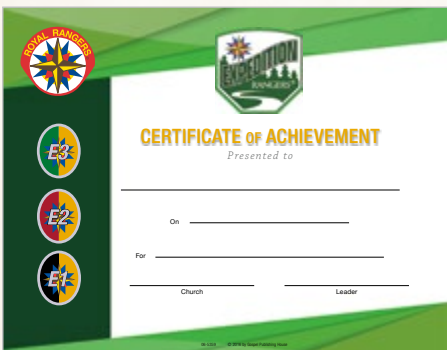 ROYAL RANGERS
EXPEDITION
RANGERS
CERTIFICATE OF ACHIEVEMENT
Presented to
E3
On
E2
For
E1
Church
Leader